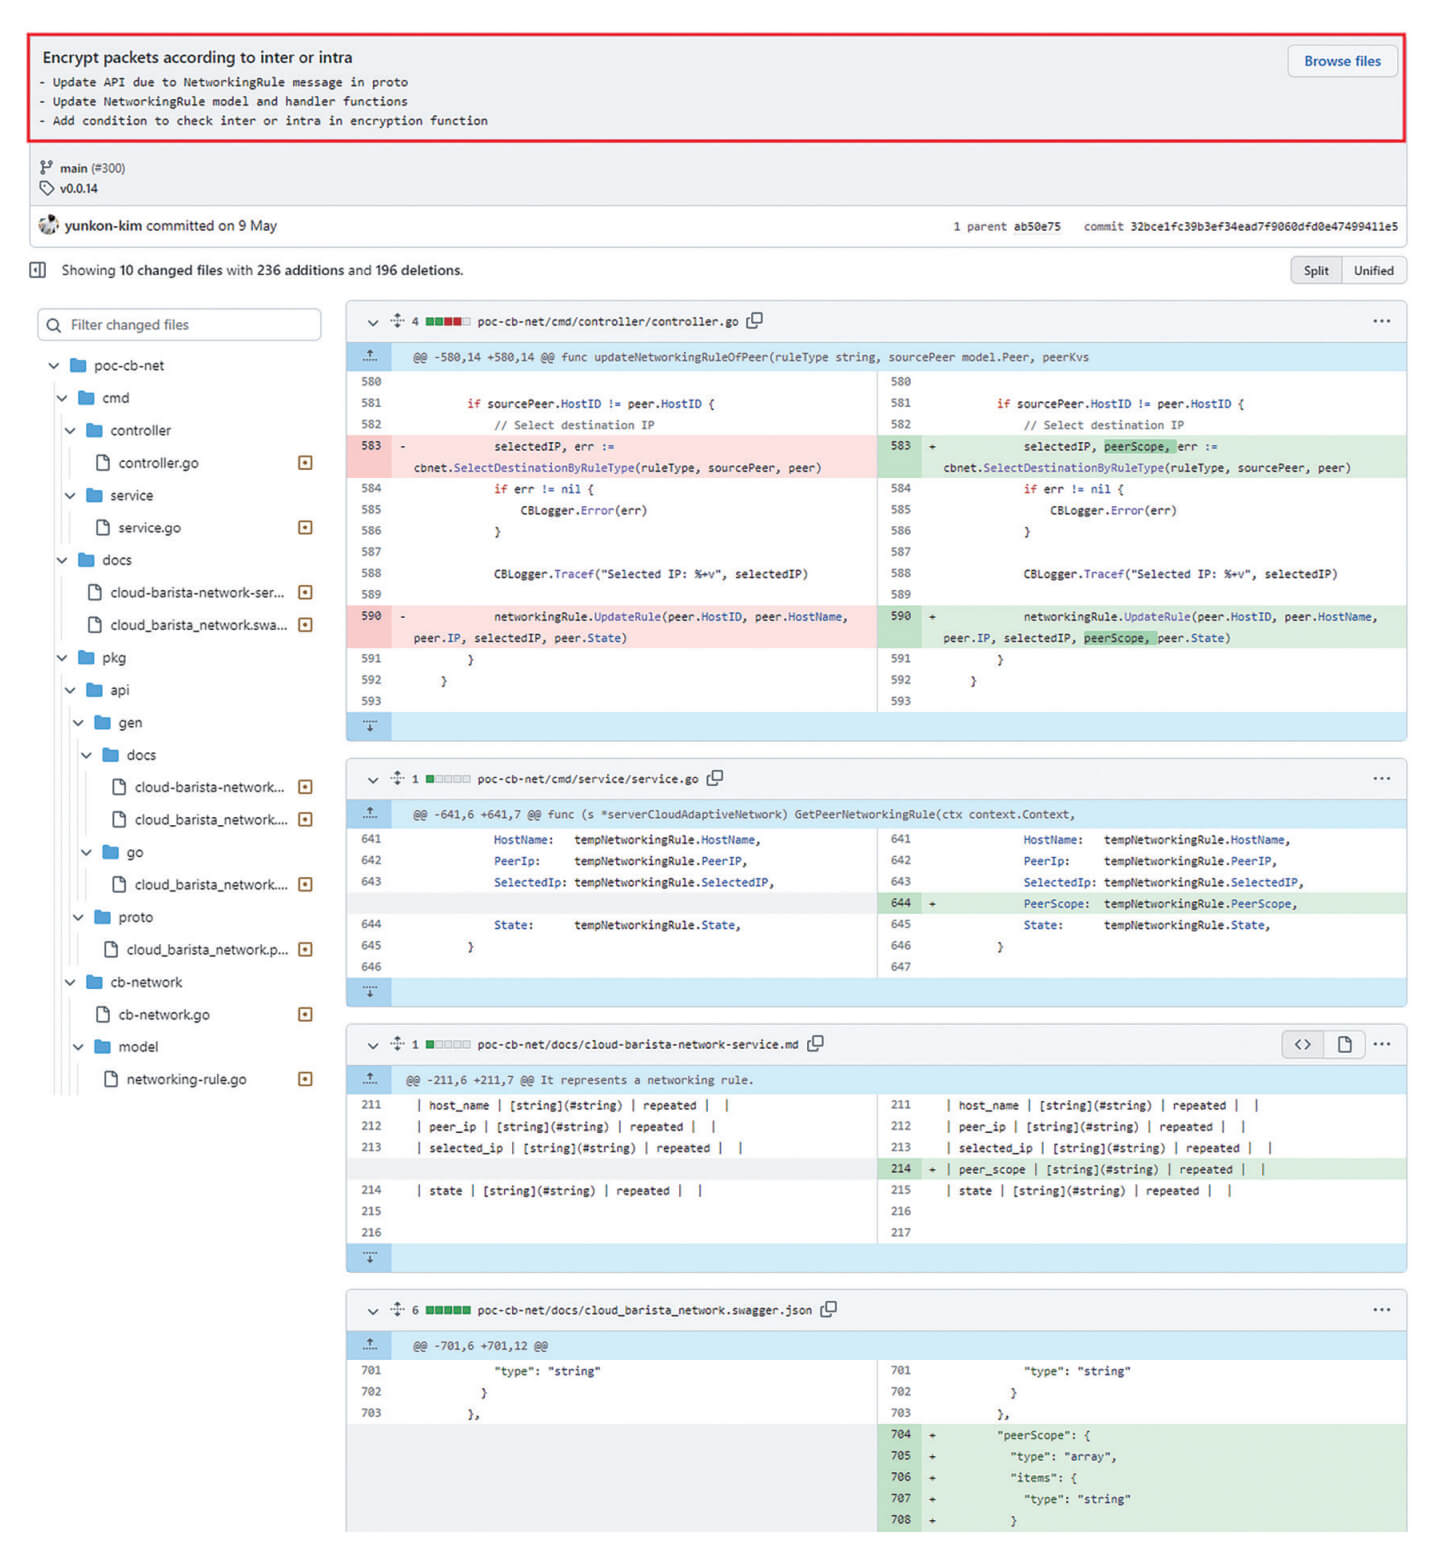 Encrypt packets according to inter or intra
Browse files
- Update API due to NetworkingRule message in proto
- Update NetworkingRule model and handler functions
- Add condition to check inter or intra in encryption function
main (#300)
v0.0.14
yunkon-kim committed on 9 May
1 parent ab50e75 commit 32bce1fc39b3ef34ead7f9060dfd0e47499411e5
Showing 10 changed files with 236 additions and 196 deletions.
Split Unified
Filter changed files
poc-cb-net
cmd
controller
controller.go
service
service.go
docs
cloud-barista-network-ser...
cloud_barista_network.swa...
pkg
api
gen
docs
cloud-barista-network...
cloud_barista_network....
go
cloud_barista_network....
proto
cloud_barista_network.p...
cb-network
cb-network.go
model
networking-rule.go
4 poc-cb-net/cmd/controller/controller.go
@@ -580,14 +580,14 @@ func updateNetworkingRuleOfPeer(ruleType string, sourcePeer model.Peer, peerKvs
580 580
581 if sourcePeer.HostID != peer.HostID { 581 if sourcePeer.HostID != peer.HostID {
582 // Select destination IP 582 // Select destination IP
583 - selectedIP, err := 583 + selectedIP, peerScope, err :=
cbnet.SelectDestinationByRuleType(ruleType, sourcePeer, peer) cbnet.SelectDestinationByRuleType(ruleType, sourcePeer, peer)
584 if err != nil { 584 if err != nil {
585 CBLogger.Error(err) 585 CBLogger.Error(err)
586 } 586 }
587 587
588 CBLogger.Tracef("Selected IP: %+v", selectedIP) 588 CBLogger.Tracef("Selected IP: %+v", selectedIP)
589 589
590 - networkingRule.UpdateRule(peer.HostID, peer.HostName, 590 + networkingRule.UpdateRule(peer.HostID, peer.HostName,
peer.IP, selectedIP, peer.State) peer.IP, selectedIP, peerScope, peer.State)
591 } 591 }
592 } 592 }
593 593
1 poc-cb-net/cmd/service/service.go
@@ -641,6 +641,7 @@ func (s *serverCloudAdaptiveNetwork) GetPeerNetworkingRule(ctx context.Context,
641 HostName: tempNetworkingRule.HostName, 641 HostName: tempNetworkingRule.HostName,
642 PeerIp: tempNetworkingRule.PeerIP, 642 PeerIp: tempNetworkingRule.PeerIP,
643 SelectedIp: tempNetworkingRule.SelectedIP, 643 SelectedIp: tempNetworkingRule.SelectedIP,
644 + PeerScope: tempNetworkingRule.PeerScope,
644 State: tempNetworkingRule.State, 645 State: tempNetworkingRule.State,
645 } 646 }
646 647
1 poc-cb-net/docs/cloud-barista-network-service.md
@@ -211,6 +211,7 @@ It represents a networking rule.
211 | host_name | [string](#string) | repeated | | 211 | host_name | [string](#string) | repeated | |
212 | peer_ip | [string](#string) | repeated | | 212 | peer_ip | [string](#string) | repeated | |
213 | selected_ip | [string](#string) | repeated | | 213 | selected_ip | [string](#string) | repeated | |
214 + | peer_scope | [string](#string) | repeated | |
214 | state | [string](#string) | repeated | | 215 | state | [string](#string) | repeated | |
215 216
216 217
6 poc-cb-net/docs/cloud_barista_network.swagger.json
@@ -701,6 +701,12 @@
701 "type": "string" 701 "type": "string"
702 } 702 }
703 }, 703 },
704 + "peerScope": {
705 + "type": "array",
706 + "items": {
707 + "type": "string"
708 + }